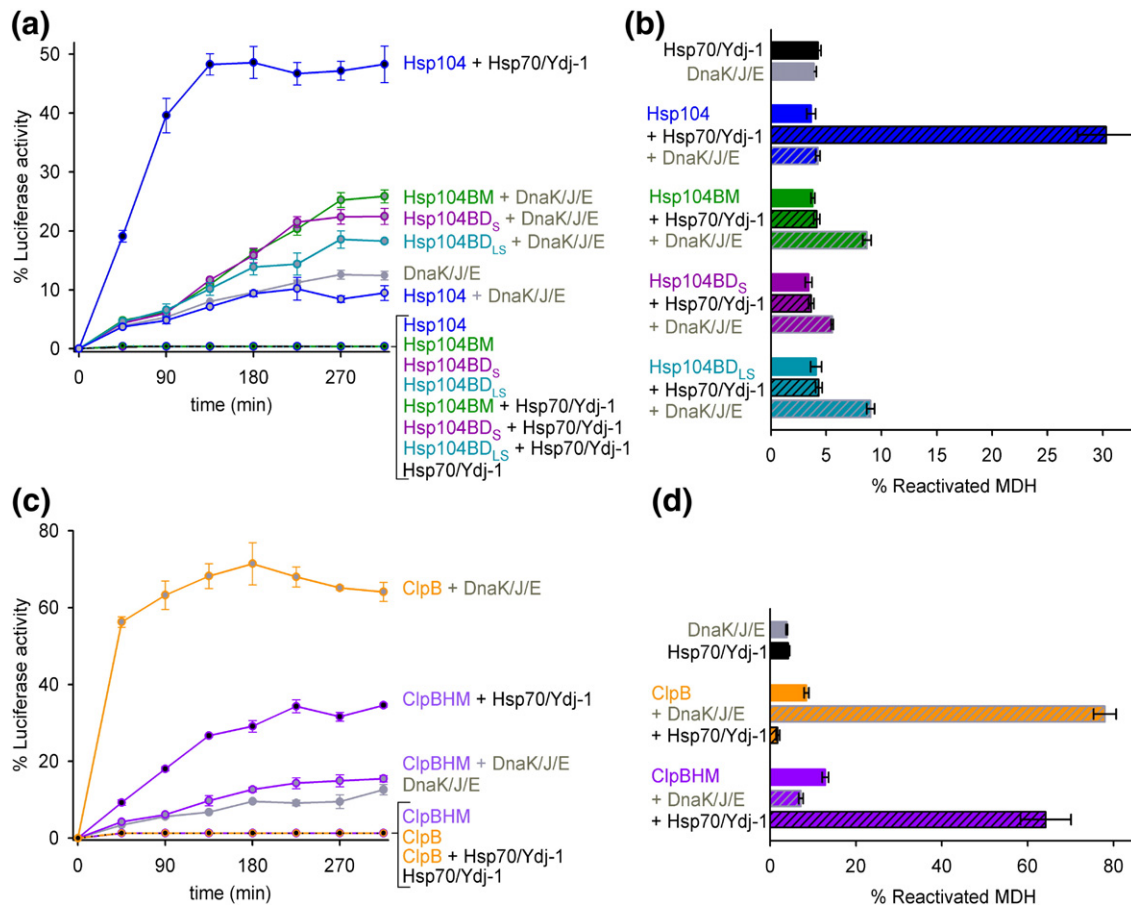 (a)
50
40
30
20
10
0
% Luciferase activity
0 90 180 270
time (min)
Hsp104 + Hsp70/Ydj-1
Hsp104BM + DnaK/J/E
Hsp104BDS + DnaK/J/E
Hsp104BDLS + DnaK/J/E
DnaK/J/E
Hsp104 + DnaK/J/E
Hsp104
Hsp104BM
Hsp104BDS
Hsp104BDLS
Hsp104BM + Hsp70/Ydj-1
Hsp104BDS + Hsp70/Ydj-1
Hsp104BDLS + Hsp70/Ydj-1
Hsp70/Ydj-1
(b)
Hsp70/Ydj-1
DnaK/J/E
Hsp104
+ Hsp70/Ydj-1
+ DnaK/J/E
Hsp104BM
+ Hsp70/Ydj-1
+ DnaK/J/E
Hsp104BDS
+ Hsp70/Ydj-1
+ DnaK/J/E
Hsp104BDLS
+ Hsp70/Ydj-1
+ DnaK/J/E
0 5 10 15 20 25 30
% Reactivated MDH
(c)
80
60
40
20
0
% Luciferase activity
0 90 180 270
time (min)
ClpB + DnaK/J/E
ClpBHM + Hsp70/Ydj-1
ClpBHM + DnaK/J/E
DnaK/J/E
ClpBHM
ClpB
ClpB + Hsp70/Ydj-1
Hsp70/Ydj-1
(d)
DnaK/J/E
Hsp70/Ydj-1
ClpB
+ DnaK/J/E
+ Hsp70/Ydj-1
ClpBHM
+ DnaK/J/E
+ Hsp70/Ydj-1
0 20 40 60 80
% Reactivated MDH